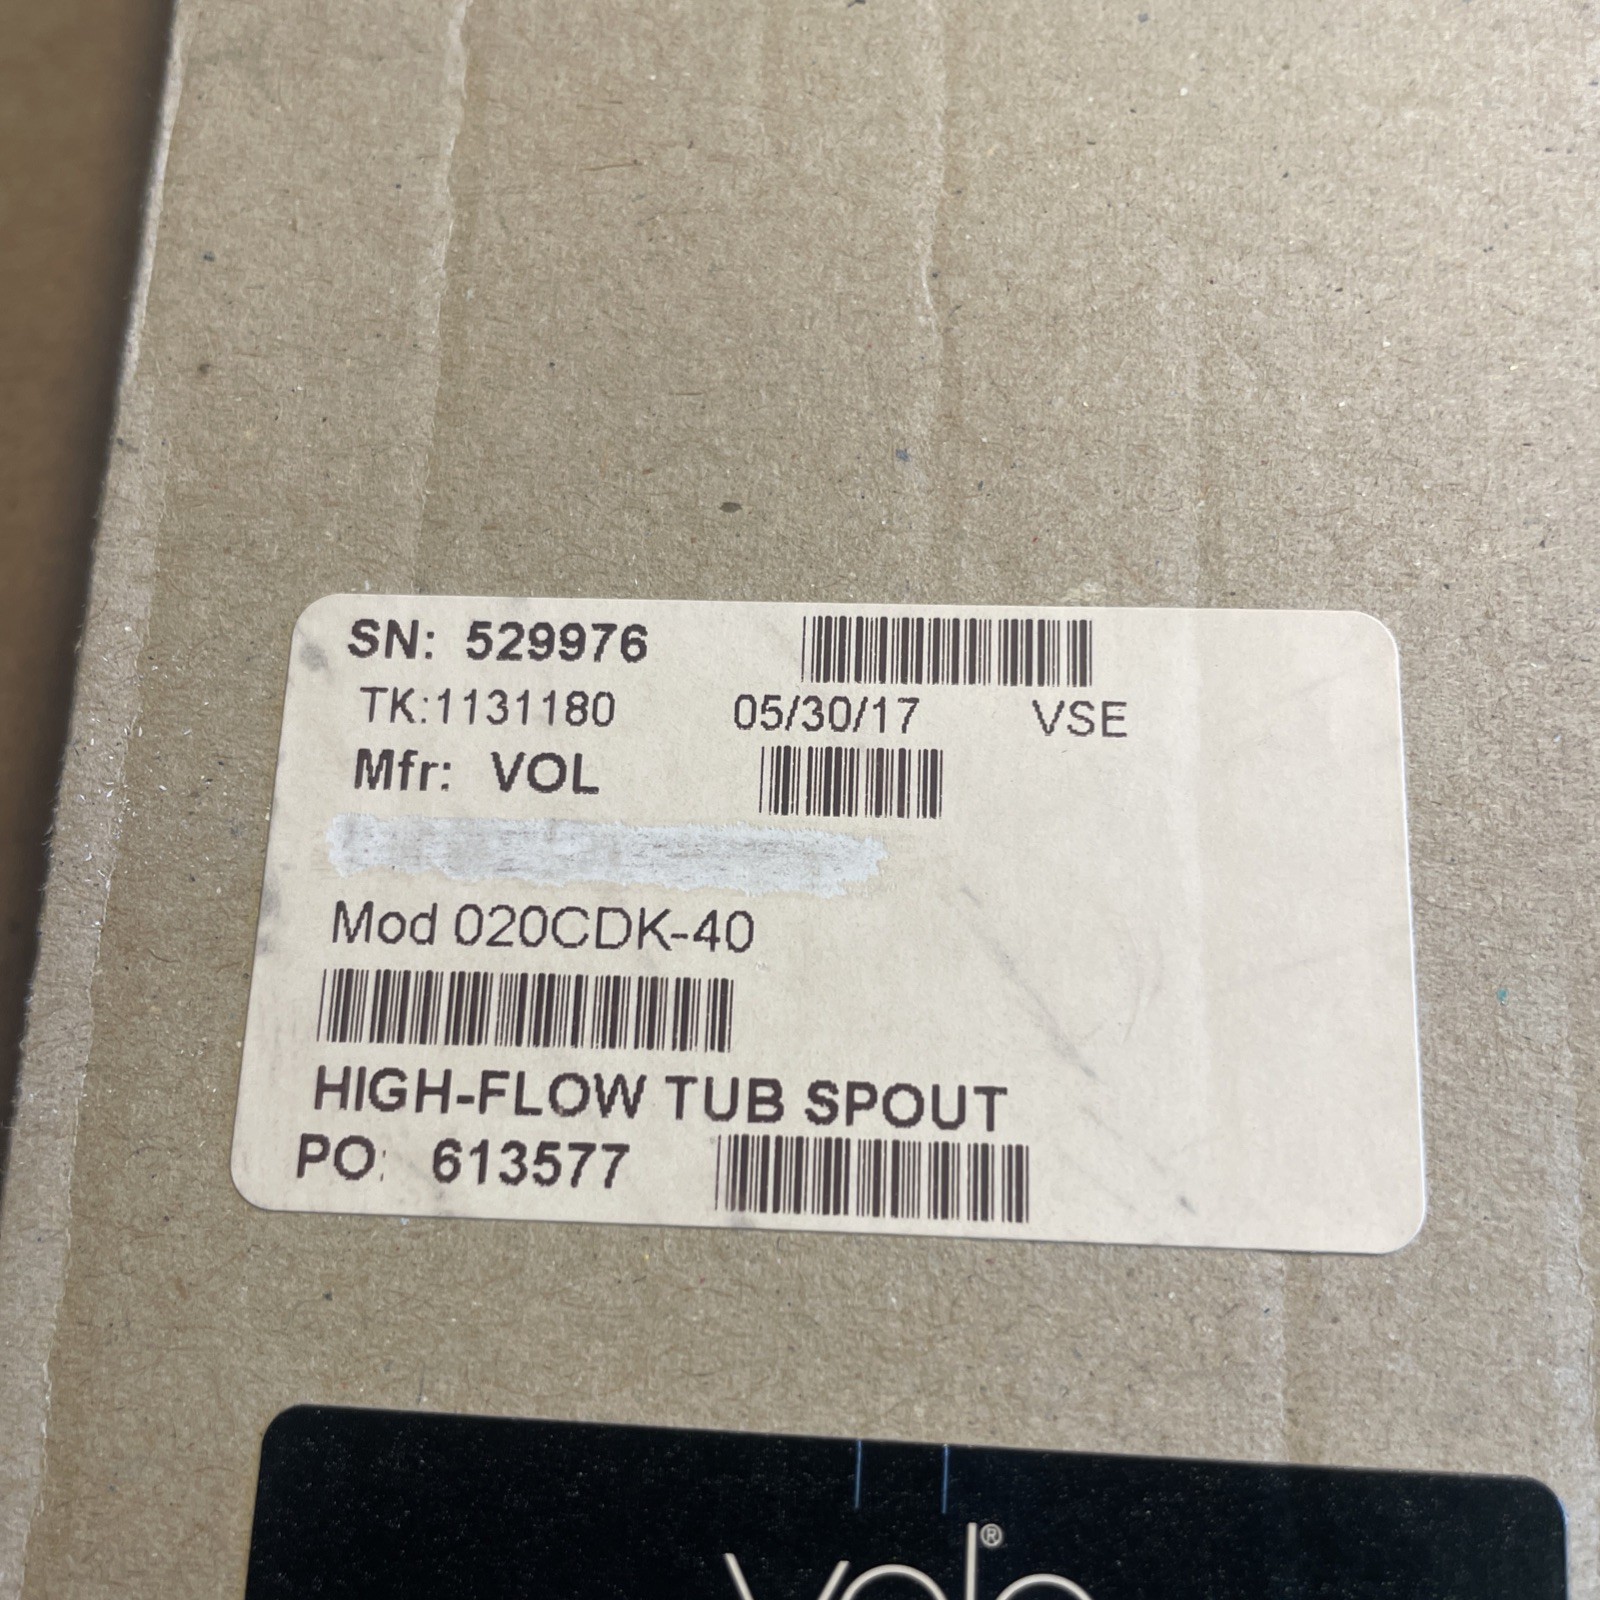 SN: 529976
TK:1131180 05/30/17 VSE
Mfr: VOL
Mod 020CDK-40
HIGH-FLOW TUB SPOUT
PO: 613577
vola®